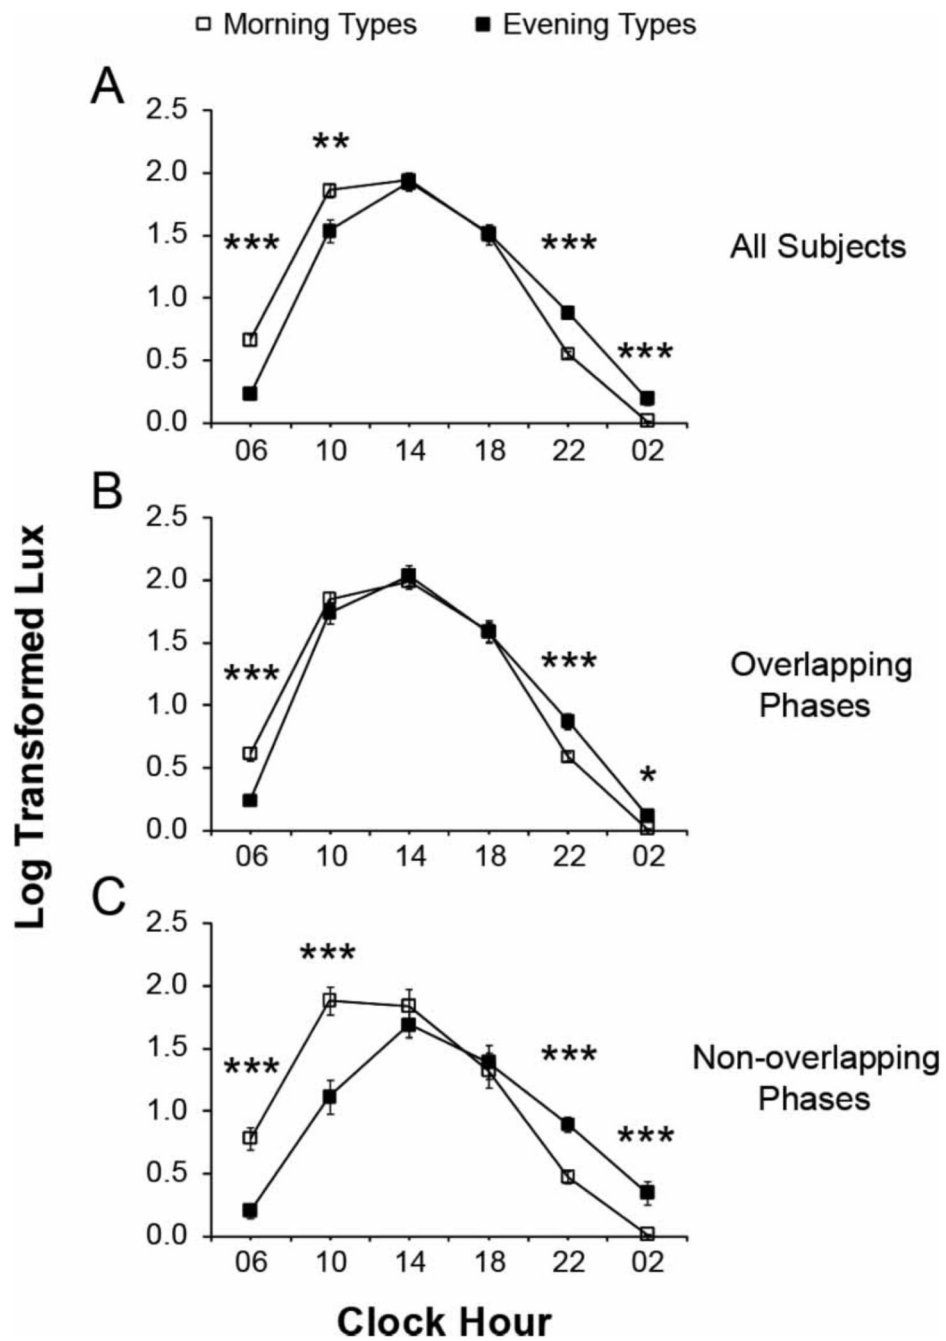 Morning Types Evening Types
A
2.5
**
2.0
***
***
1.5
All Subjects
1.0
***
0.5
0.0
06 10 14 18 22 02
B
2.5
2.0
***
***
1.5
Overlapping
Phases
1.0
*
0.5
0.0
06 10 14 18 22 02
C
2.5
***
2.0
1.5
***
***
Non-overlapping
Phases
1.0
***
0.5
0.0
06 10 14 18 22 02
Log Transformed Lux
Clock Hour